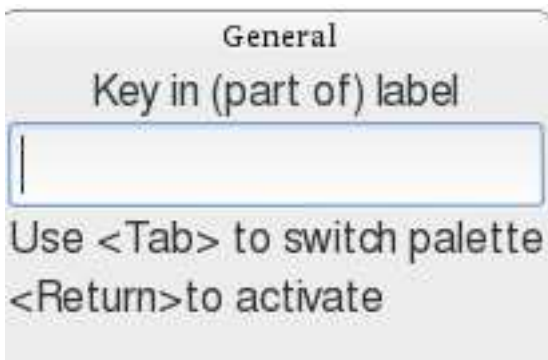 General
Key in (part of) label
Use <Tab> to switch palette
<Return>to activate